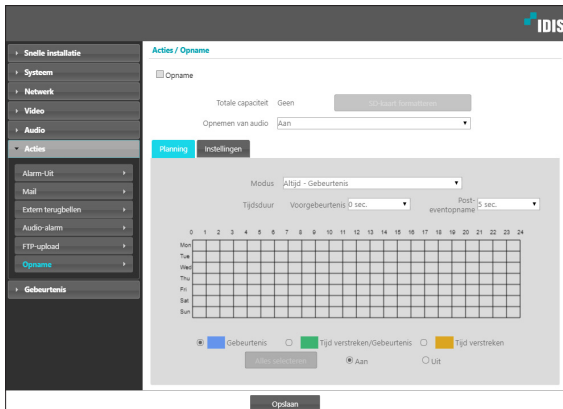 IDIS
Snelle installatie
Systeem
Netwerk
Video
Audio
Acties
Alarm-Uit
Mail
Extern terugbellen
Audio-alarm
FTP-upload
Opname
Gebeurtenis
Acties / Opname
Opname
Totale capaciteit Geen SD-kaart formatteren
Opnemen van audio Aan
Planning Instellingen
Modus Altijd - Gebeurtenis
Tijdsduur Voorgebeurtenis 0 sec. Post-eventopname 5 sec.
0 1 2 3 4 5 6 7 8 9 10 11 12 13 14 15 16 17 18 19 20 21 22 23 24
Mon
Tue
Wed
Thu
Fri
Sat
Sun
Gebeurtenis Tijd verstreken/Gebeurtenis Tijd verstreken
Alles selecteren Aan Uit
Opslaan